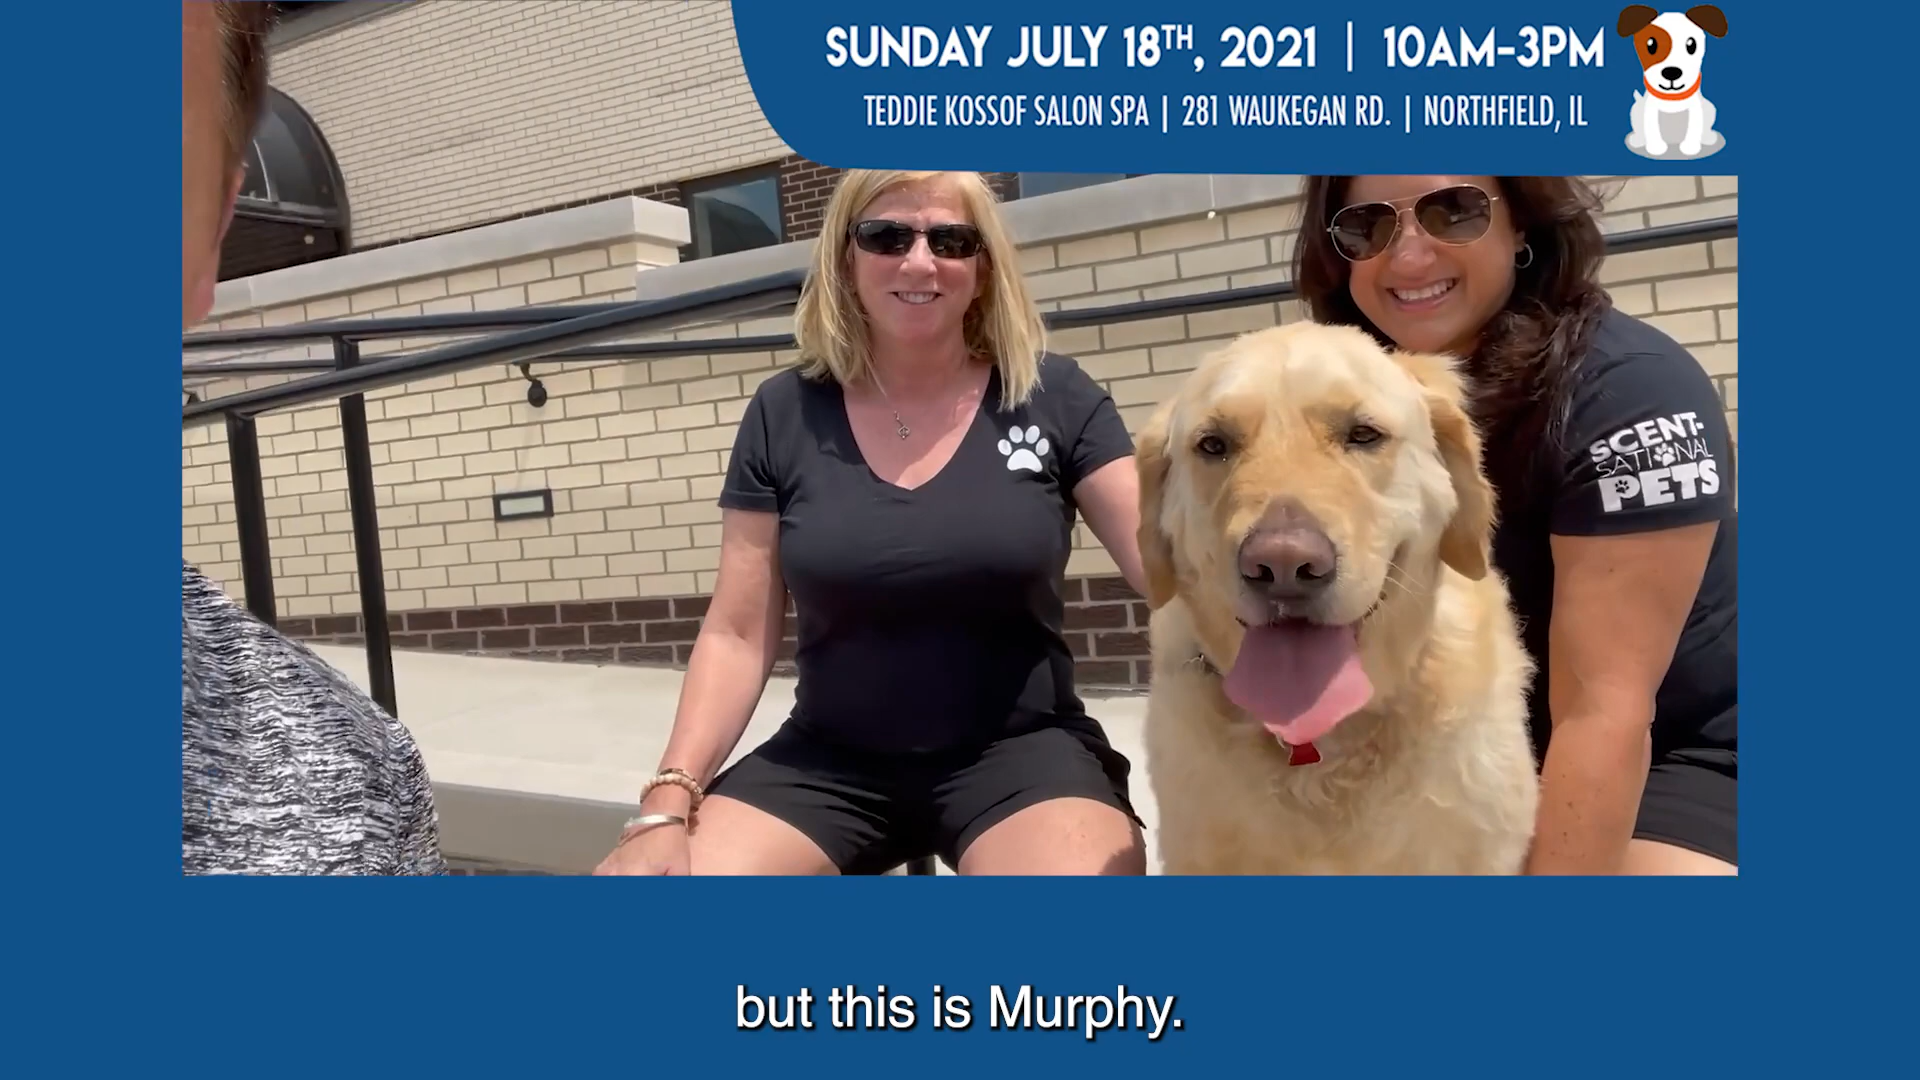 SUNDAY JULY 18TH, 2021 | 10AM-3PM
TEDDIE KOSSOF SALON SPA | 281 WAUKEGAN RD. | NORTHFIELD, IL
SCENT-
SATIONAL
PETS
but this is Murphy.